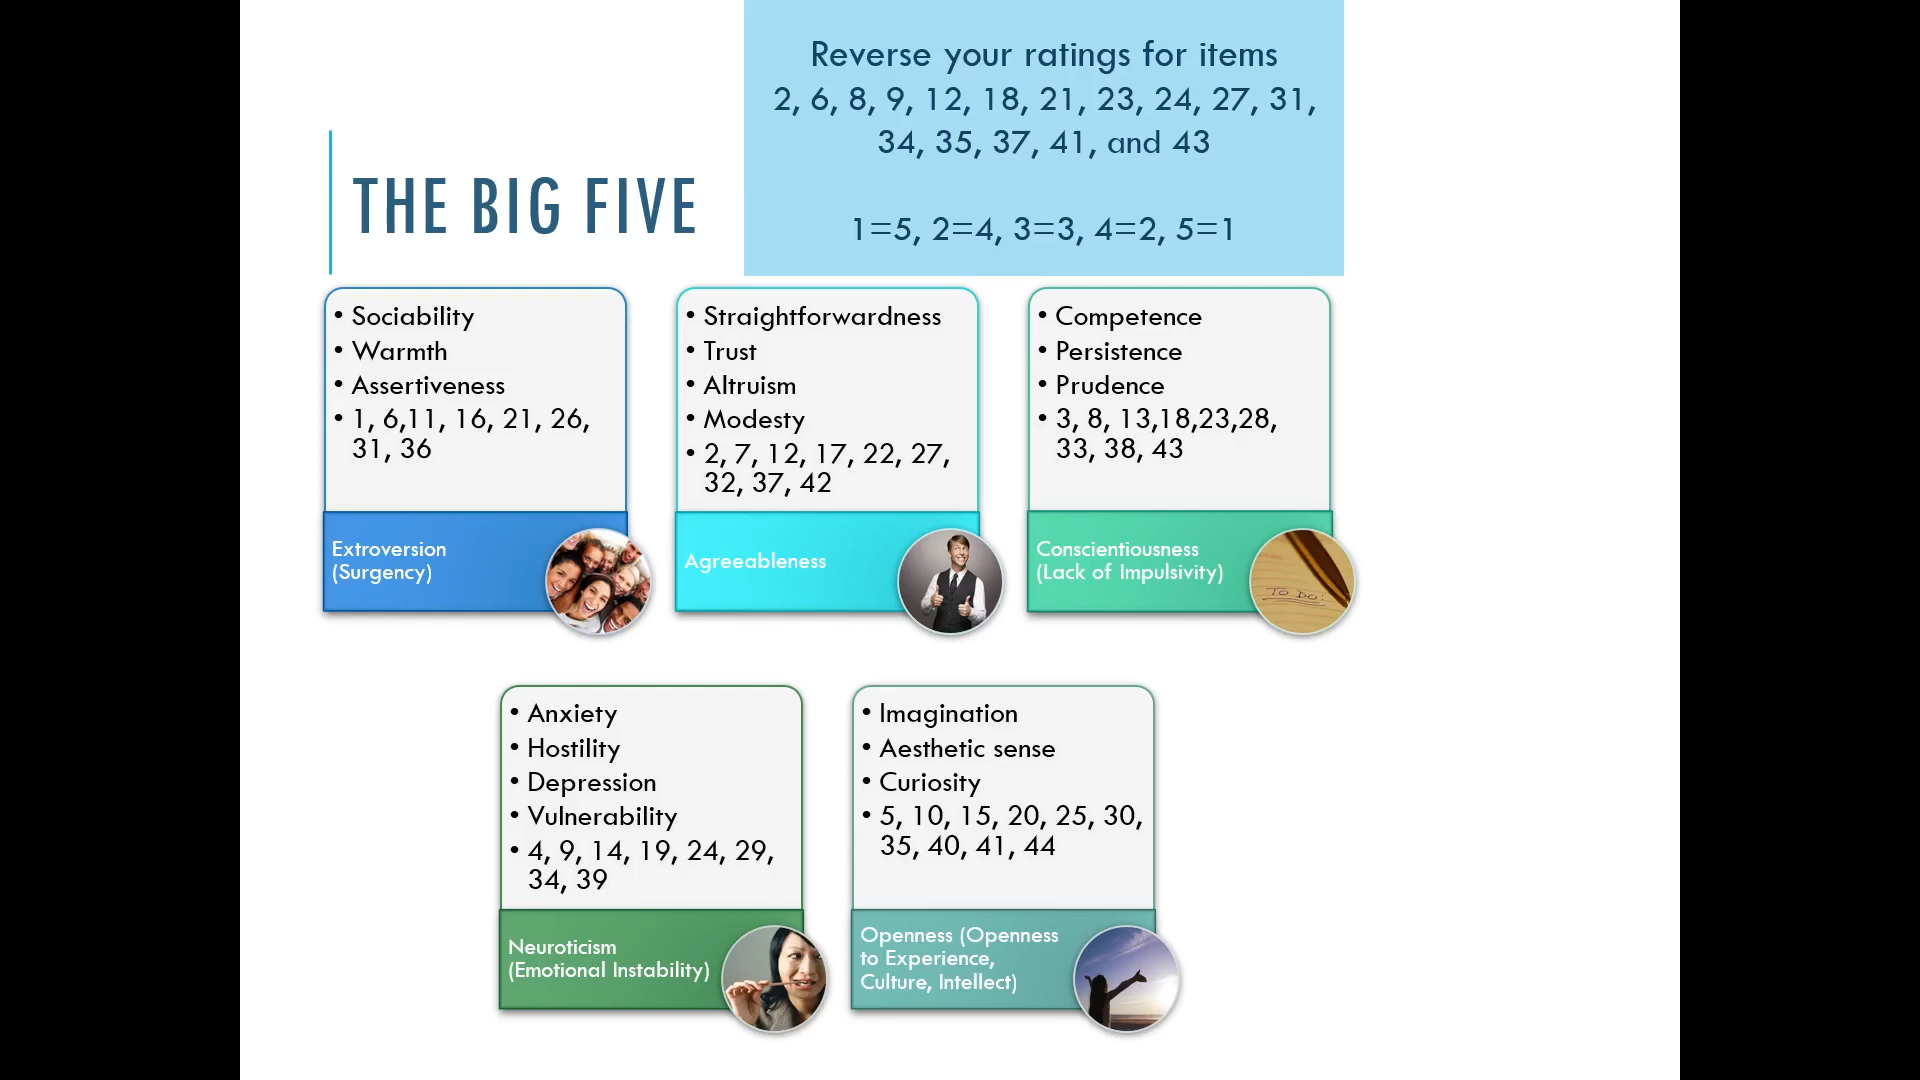 Reverse your ratings for items
2, 6, 8, 9, 12, 18, 21, 23, 24, 27, 31,
34, 35, 37, 41, and 43
1=5, 2=4, 3=3, 4=2, 5=1
THE BIG FIVE
• Sociability
• Warmth
• Assertiveness
• 1, 6,11, 16, 21, 26,
31, 36
Extroversion
(Surgency)
• Straightforwardness
• Trust
• Altruism
• Modesty
• 2, 7, 12, 17, 22, 27,
32, 37, 42
Agreeableness
• Competence
• Persistence
• Prudence
• 3, 8, 13,18,23,28,
33, 38, 43
Conscientiousness
(Lack of Impulsivity)
TO DO:
• Anxiety
• Hostility
• Depression
• Vulnerability
• 4, 9, 14, 19, 24, 29,
34, 39
Neuroticism
(Emotional Instability)
• Imagination
• Aesthetic sense
• Curiosity
• 5, 10, 15, 20, 25, 30,
35, 40, 41, 44
Openness (Openness
to Experience,
Culture, Intellect)